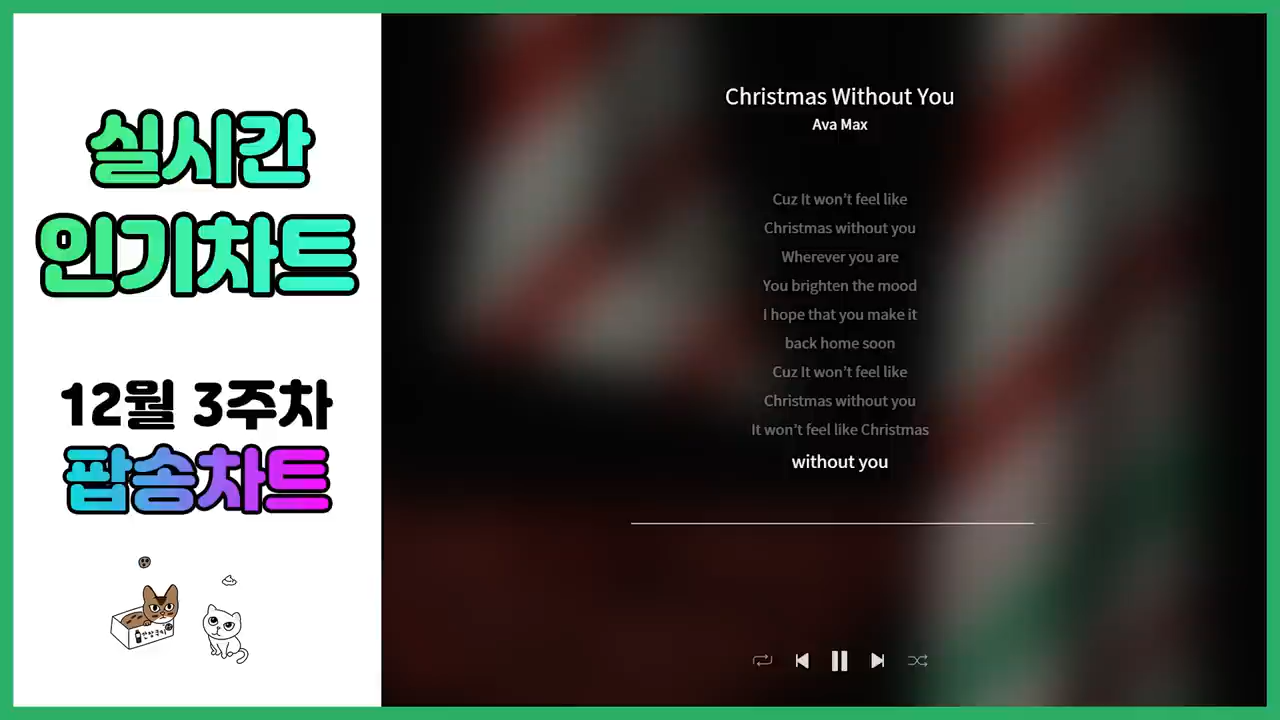 실시간
인기차트
12월 3주차
팝송차트
Christmas Without You
Ava Max
Cuz It won’t feel like
Christmas without you
Wherever you are
You brighten the mood
I hope that you make it
back home soon
Cuz It won’t feel like
Christmas without you
It won’t feel like Christmas
without you